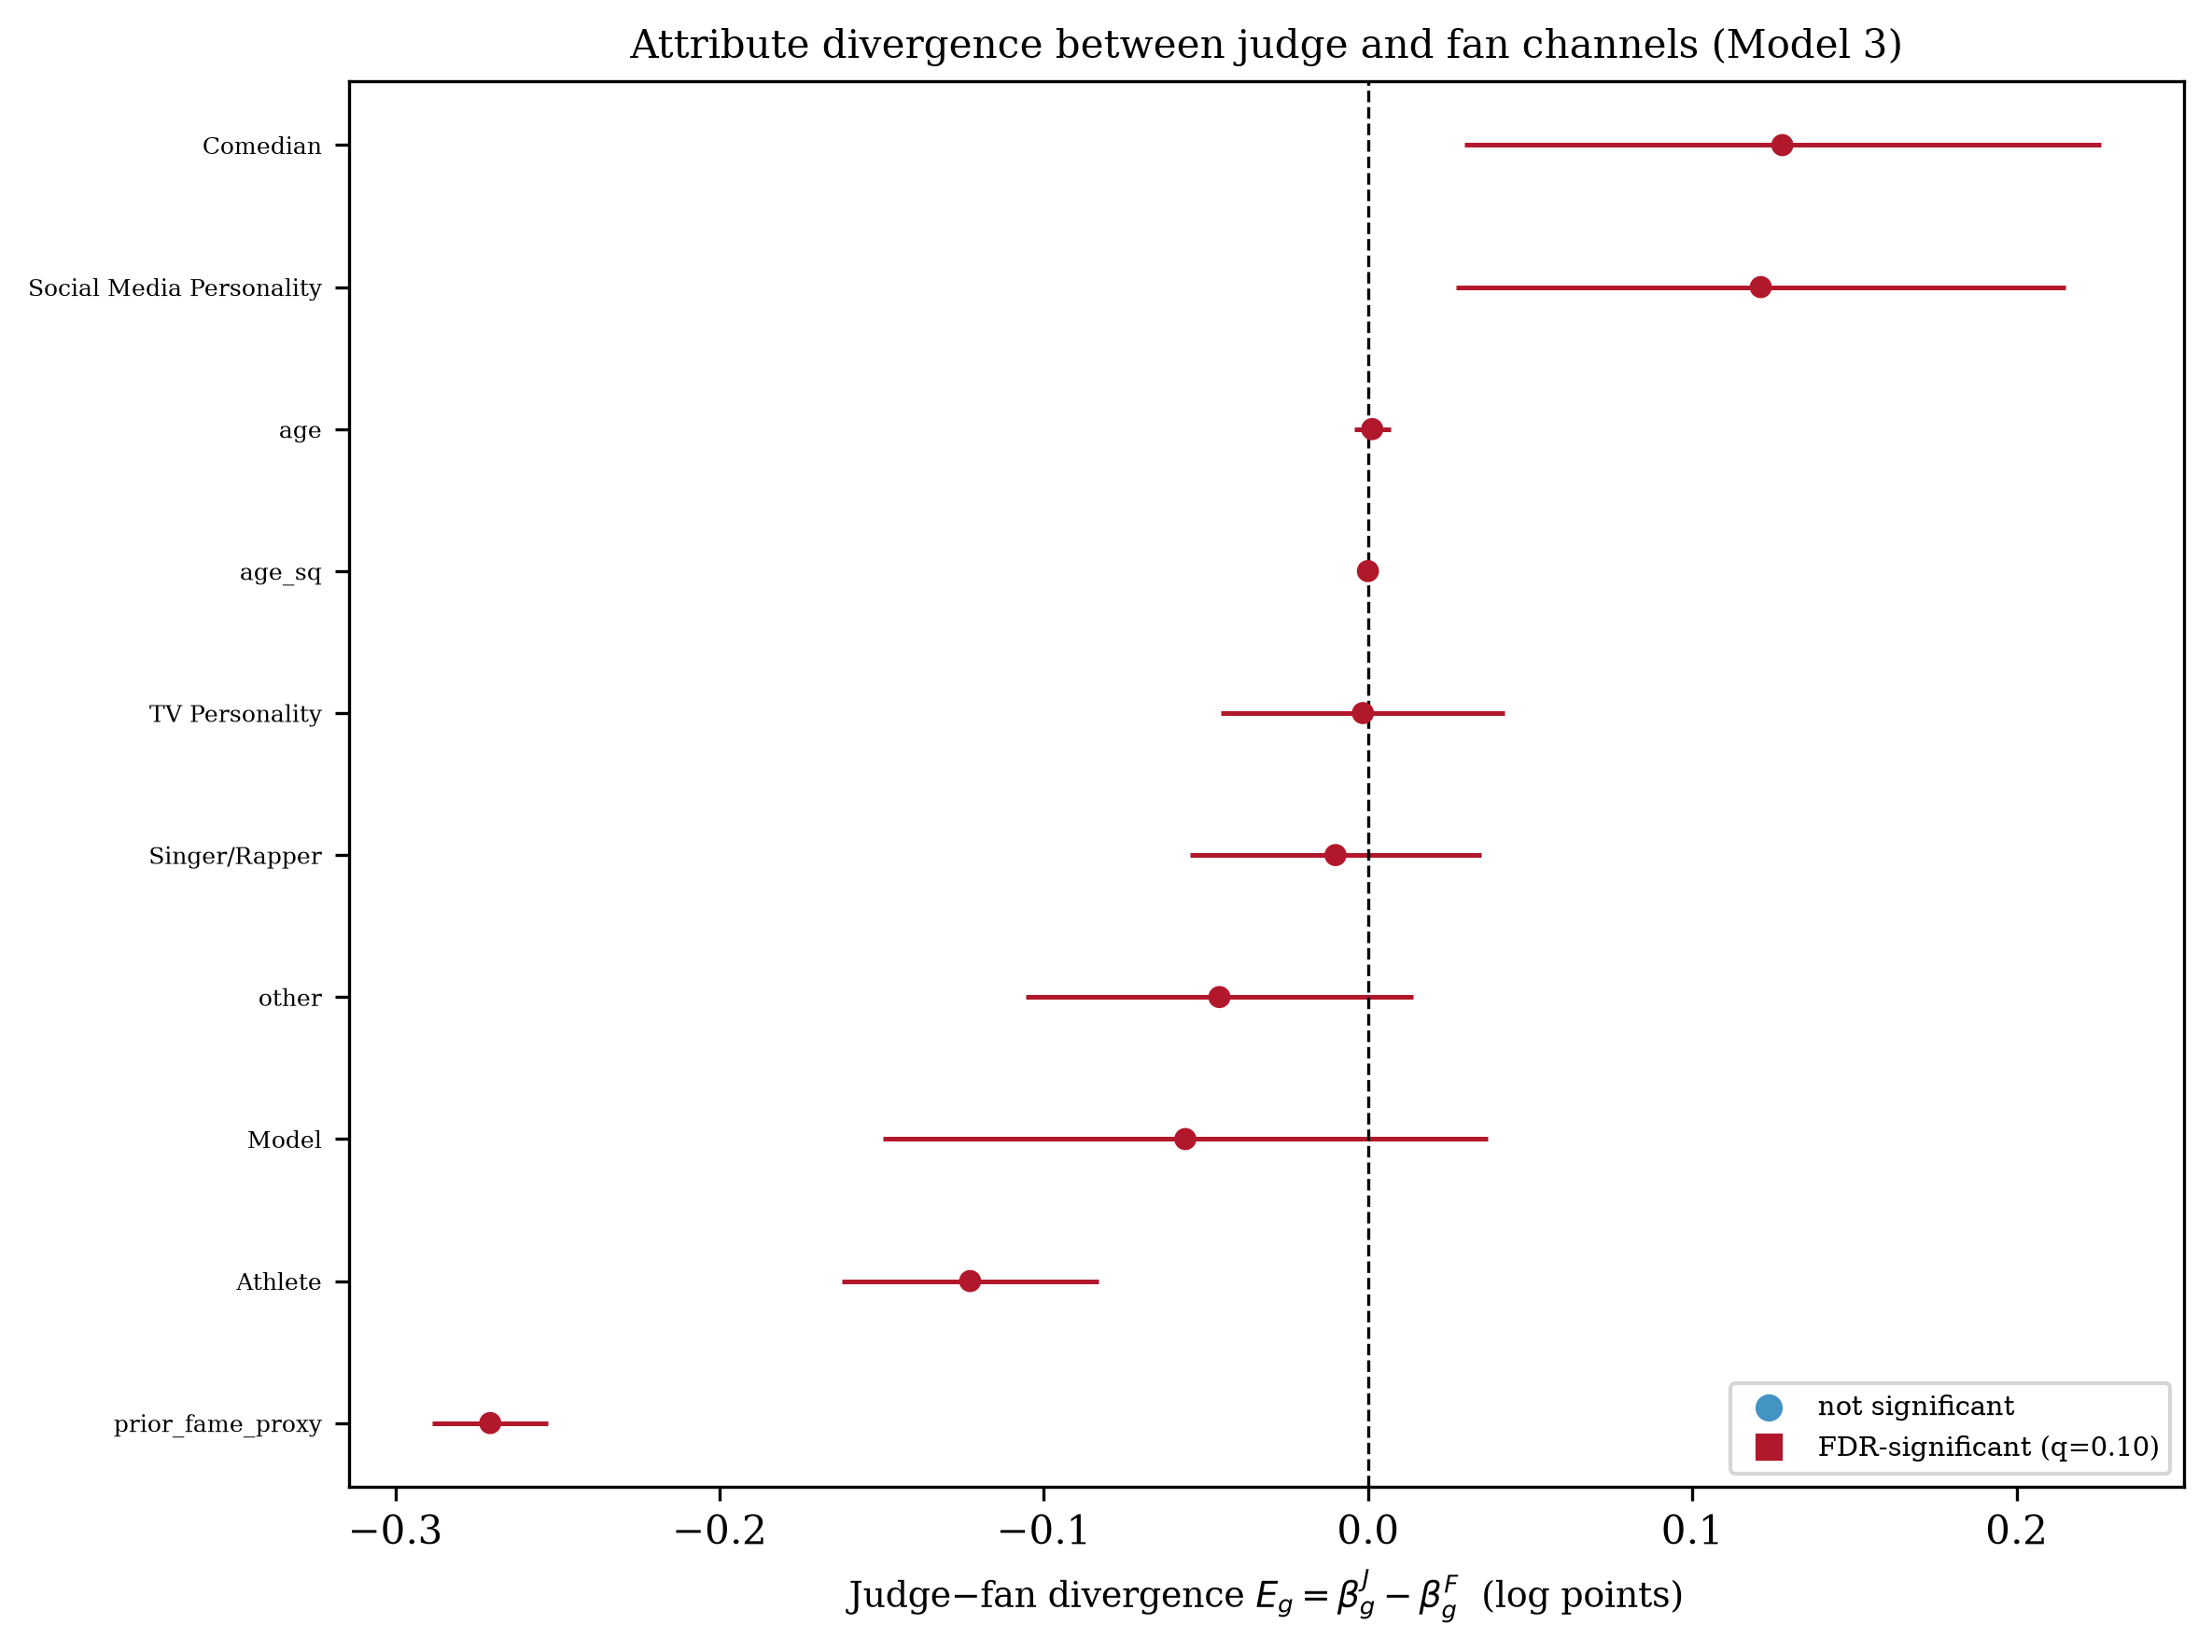 Attribute divergence between judge and fan channels (Model 3)
Comedian
Social Media Personality
age
age_sq
TV Personality
Singer/Rapper
other
Model
Athlete
prior_fame_proxy
not significant
FDR-significant (q=0.10)
−0.3 −0.2 −0.1 0.0 0.1 0.2
Judge−fan divergence $E_g = \beta_g^J - \beta_g^F$ (log points)